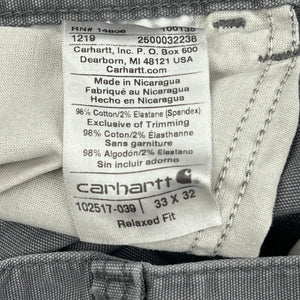 RN# 14806 100138
1219 2500032238
Carhartt, Inc. P.O. Box 600
Dearborn, MI 48121 USA
Carhartt.com
Made in Nicaragua
Fabriqué au Nicaragua
Hecho en Nicaragua
98% Cotton/2% Elastane (Spandex)
Exclusive of Trimming
98% Coton/2% Élasthanne
Sans garniture
98% Algodón/2% Elastano
Sin incluir adorno
carhartt
102517-039 33 X 32
Relaxed Fit